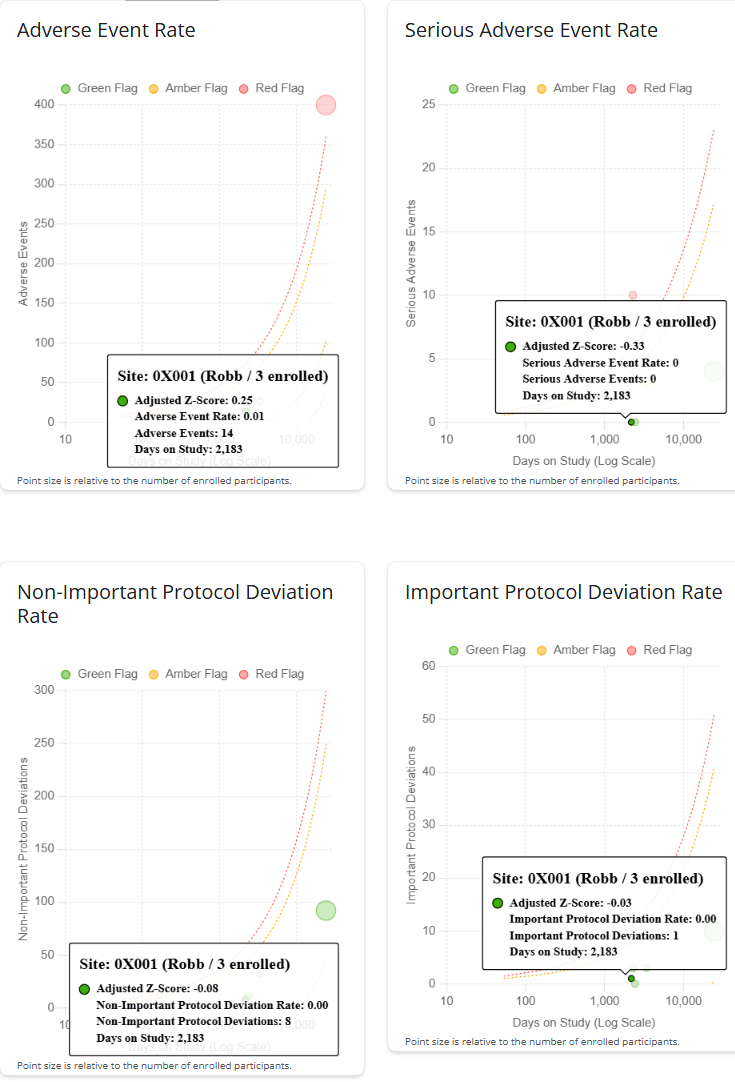 Adverse Event Rate
Green Flag Amber Flag Red Flag
400
350
300
250
200
150
100
50
0
Adverse Events
10 10,000
Days on Study (Log Scale)
Site: 0X001 (Robb / 3 enrolled)
Adjusted Z-Score: 0.25
Adverse Event Rate: 0.01
Adverse Events: 14
Days on Study: 2,183
Point size is relative to the number of enrolled participants.
Serious Adverse Event Rate
Green Flag Amber Flag Red Flag
25
20
15
10
5
0
Serious Adverse Events
Site: 0X001 (Robb / 3 enrolled)
Adjusted Z-Score: -0.33
Serious Adverse Event Rate: 0
Serious Adverse Events: 0
Days on Study: 2,183
10 100 1,000 10,000
Days on Study (Log Scale)
Point size is relative to the number of enrolled participants.
Non-Important Protocol Deviation
Rate
Green Flag Amber Flag Red Flag
300
250
200
150
100
50
0
Non-Important Protocol Deviations
Site: 0X001 (Robb / 3 enrolled)
Adjusted Z-Score: -0.08
Non-Important Protocol Deviation Rate: 0.00
Non-Important Protocol Deviations: 8
Days on Study: 2,183
Days on Study (Log Scale)
Point size is relative to the number of enrolled participants.
Important Protocol Deviation Rate
Green Flag Amber Flag Red Flag
60
50
40
30
20
10
0
Important Protocol Deviations
Site: 0X001 (Robb / 3 enrolled)
Adjusted Z-Score: -0.03
Important Protocol Deviation Rate: 0.00
Important Protocol Deviations: 1
Days on Study: 2,183
10 100 1,000 10,000
Days on Study (Log Scale)
Point size is relative to the number of enrolled participants.